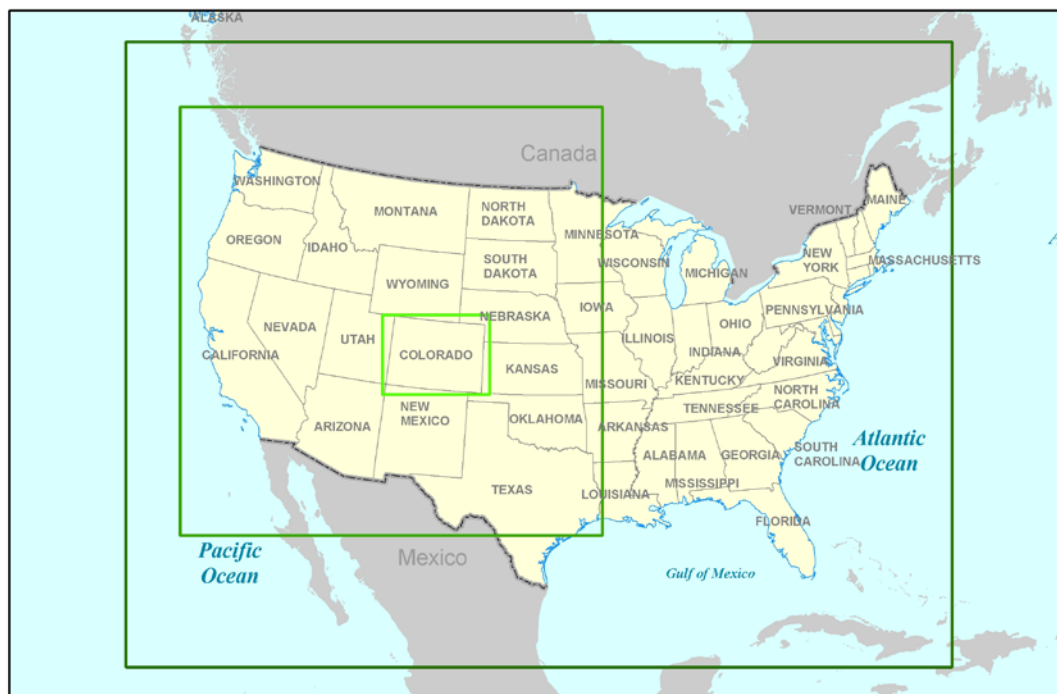 ALASKA
Canada
WASHINGTON
MONTANA
NORTH
DAKOTA
MINNESOTA
VERMONT
MAINE
OREGON
IDAHO
SOUTH
DAKOTA
WISCONSIN
MICHIGAN
NEW
YORK
MASSACHUSETTS
WYOMING
NEBRASKA
IOWA
PENNSYLVANIA
NEVADA
UTAH
COLORADO
KANSAS
ILLINOIS
INDIANA
OHIO
CALIFORNIA
MISSOURI
KENTUCKY
VIRGINIA
ARIZONA
NEW
MEXICO
OKLAHOMA
ARKANSAS
TENNESSEE
NORTH
CAROLINA
TEXAS
LOUISIANA
MISSISSIPPI
ALABAMA
GEORGIA
SOUTH
CAROLINA
Atlantic
Ocean
FLORIDA
Pacific
Ocean
Mexico
Gulf of Mexico